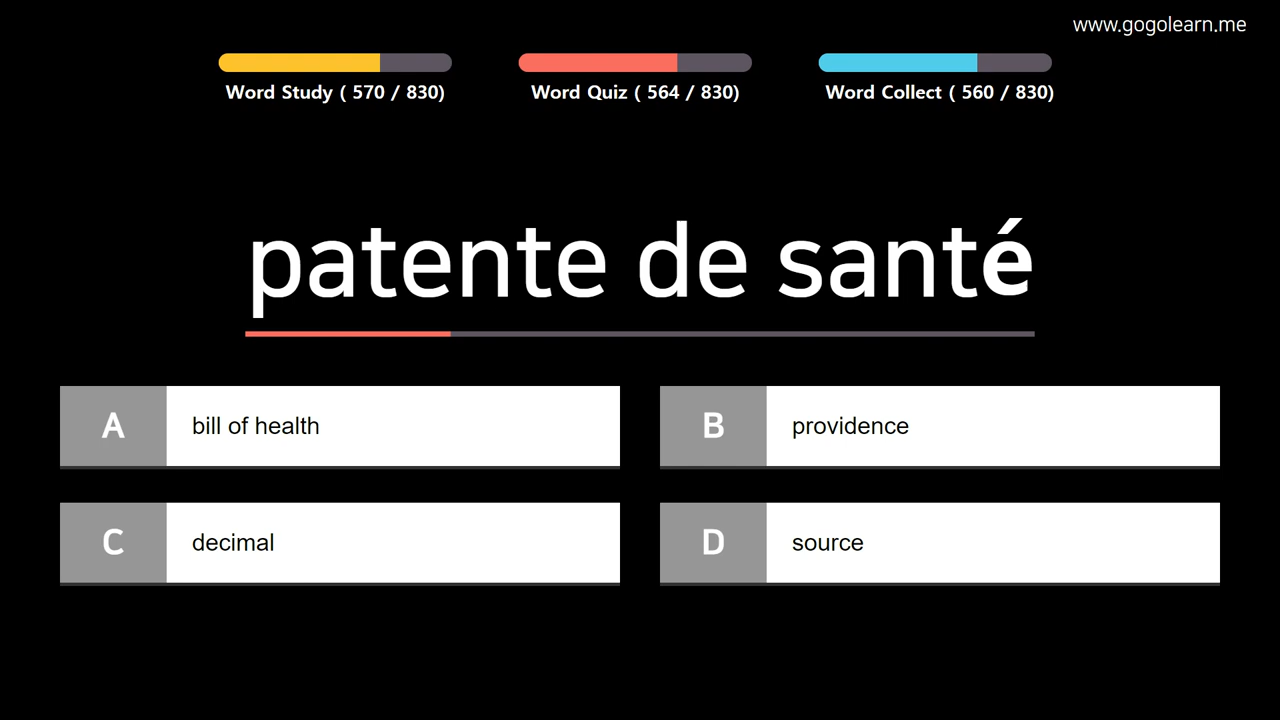 www.gogolearn.me
Word Study ( 570 / 830)
Word Quiz ( 564 / 830)
Word Collect ( 560 / 830)
patente de santé
A bill of health
B providence
C decimal
D source